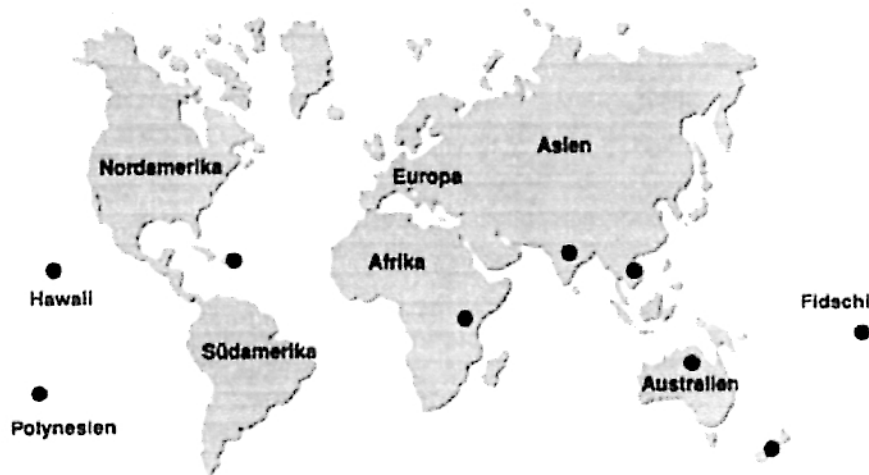 Nordamerika
Europa
Asien
Afrika
Hawaii
Fidschi
Südamerika
Australien
Polynesien